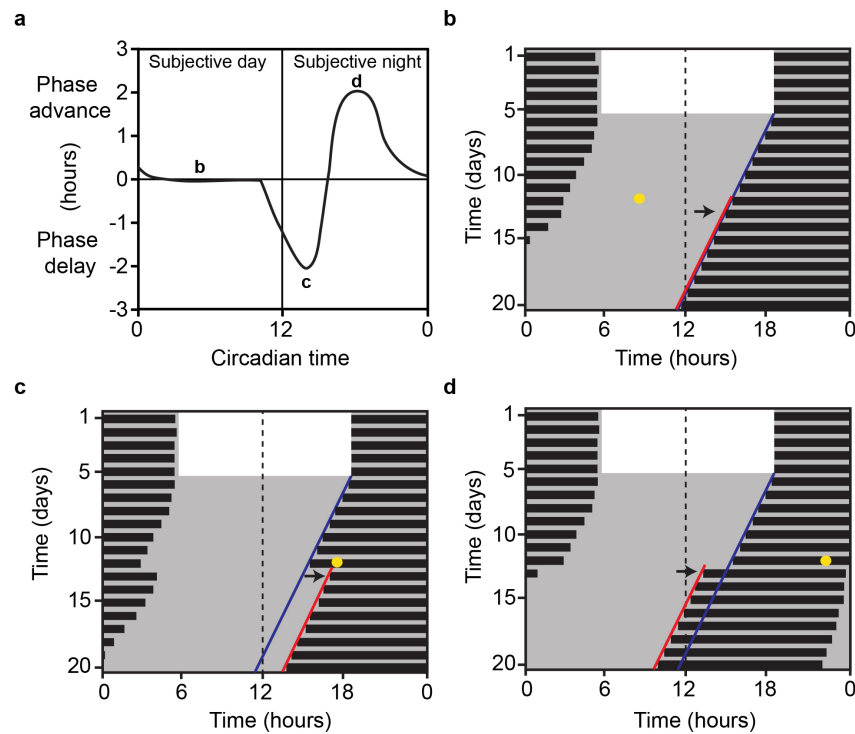 a
3
2
1
0
-1
-2
-3
Phase advance
(hours)
Phase delay
Subjective day
Subjective night
b
c
d
0
12
0
Circadian time
b
1
5
10
15
20
Time (days)
0
6
12
18
0
Time (hours)
c
1
5
10
15
20
Time (days)
0
6
12
18
0
Time (hours)
d
1
5
10
15
20
Time (days)
0
6
12
18
0
Time (hours)